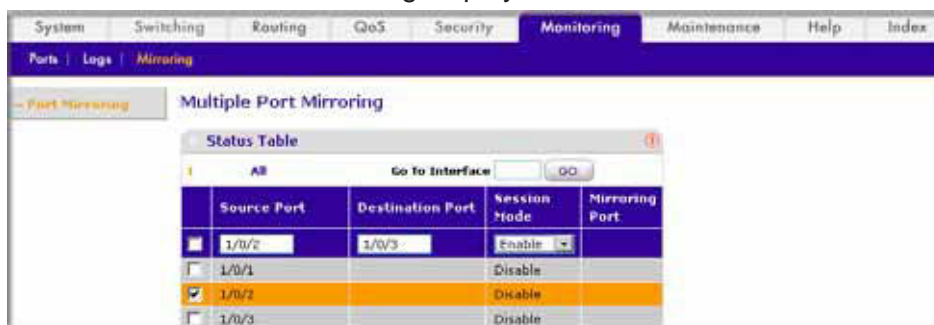 System Switching Routing QoS Security Monitoring Maintenance Help Index
Ports | Logs | Mirroring
Port Mirroring
Multiple Port Mirroring
Status Table
1 All Go To Interface GO
Source Port Destination Port Session Mode Mirroring Port
1/0/2 1/0/3 Enable
1/0/1 Disable
1/0/2 Disable
1/0/3 Disable